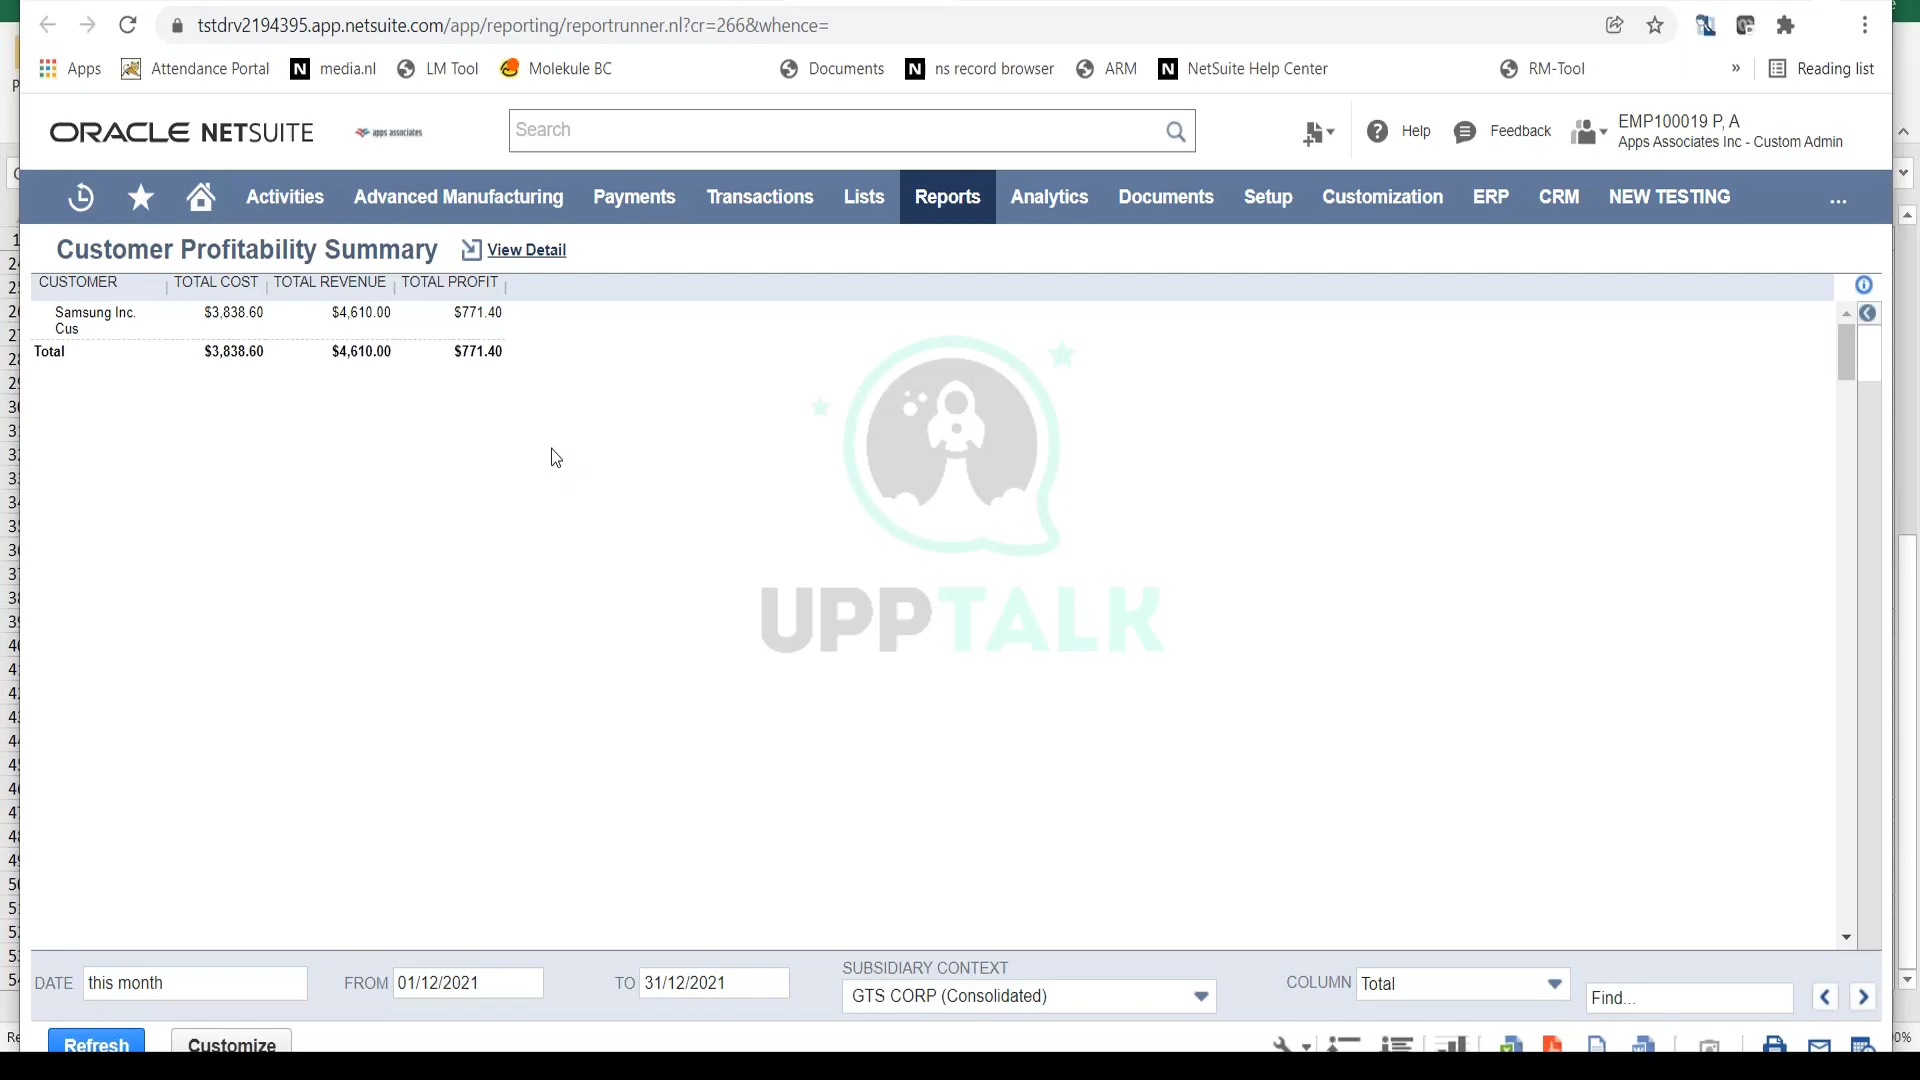 tstdrv2194395.app.netsuite.com/app/reporting/reportrunner.nl?cr=266&whence=
Apps Attendance Portal media.nl LM Tool Molekule BC Documents ns record browser ARM NetSuite Help Center RM-Tool » Reading list
ORACLE NETSUITE apps associates Search Help Feedback EMP100019 P, A
Apps Associates Inc - Custom Admin
Activities Advanced Manufacturing Payments Transactions Lists Reports Analytics Documents Setup Customization ERP CRM NEW TESTING ...
Customer Profitability Summary View Detail
CUSTOMER TOTAL COST TOTAL REVENUE TOTAL PROFIT
Samsung Inc. $3,838.60 $4,610.00 $771.40
Cus
Total $3,838.60 $4,610.00 $771.40
UPPTALK
DATE this month FROM 01/12/2021 TO 31/12/2021 SUBSIDIARY CONTEXT
GTS CORP (Consolidated) COLUMN Total Find...
Refresh Customize